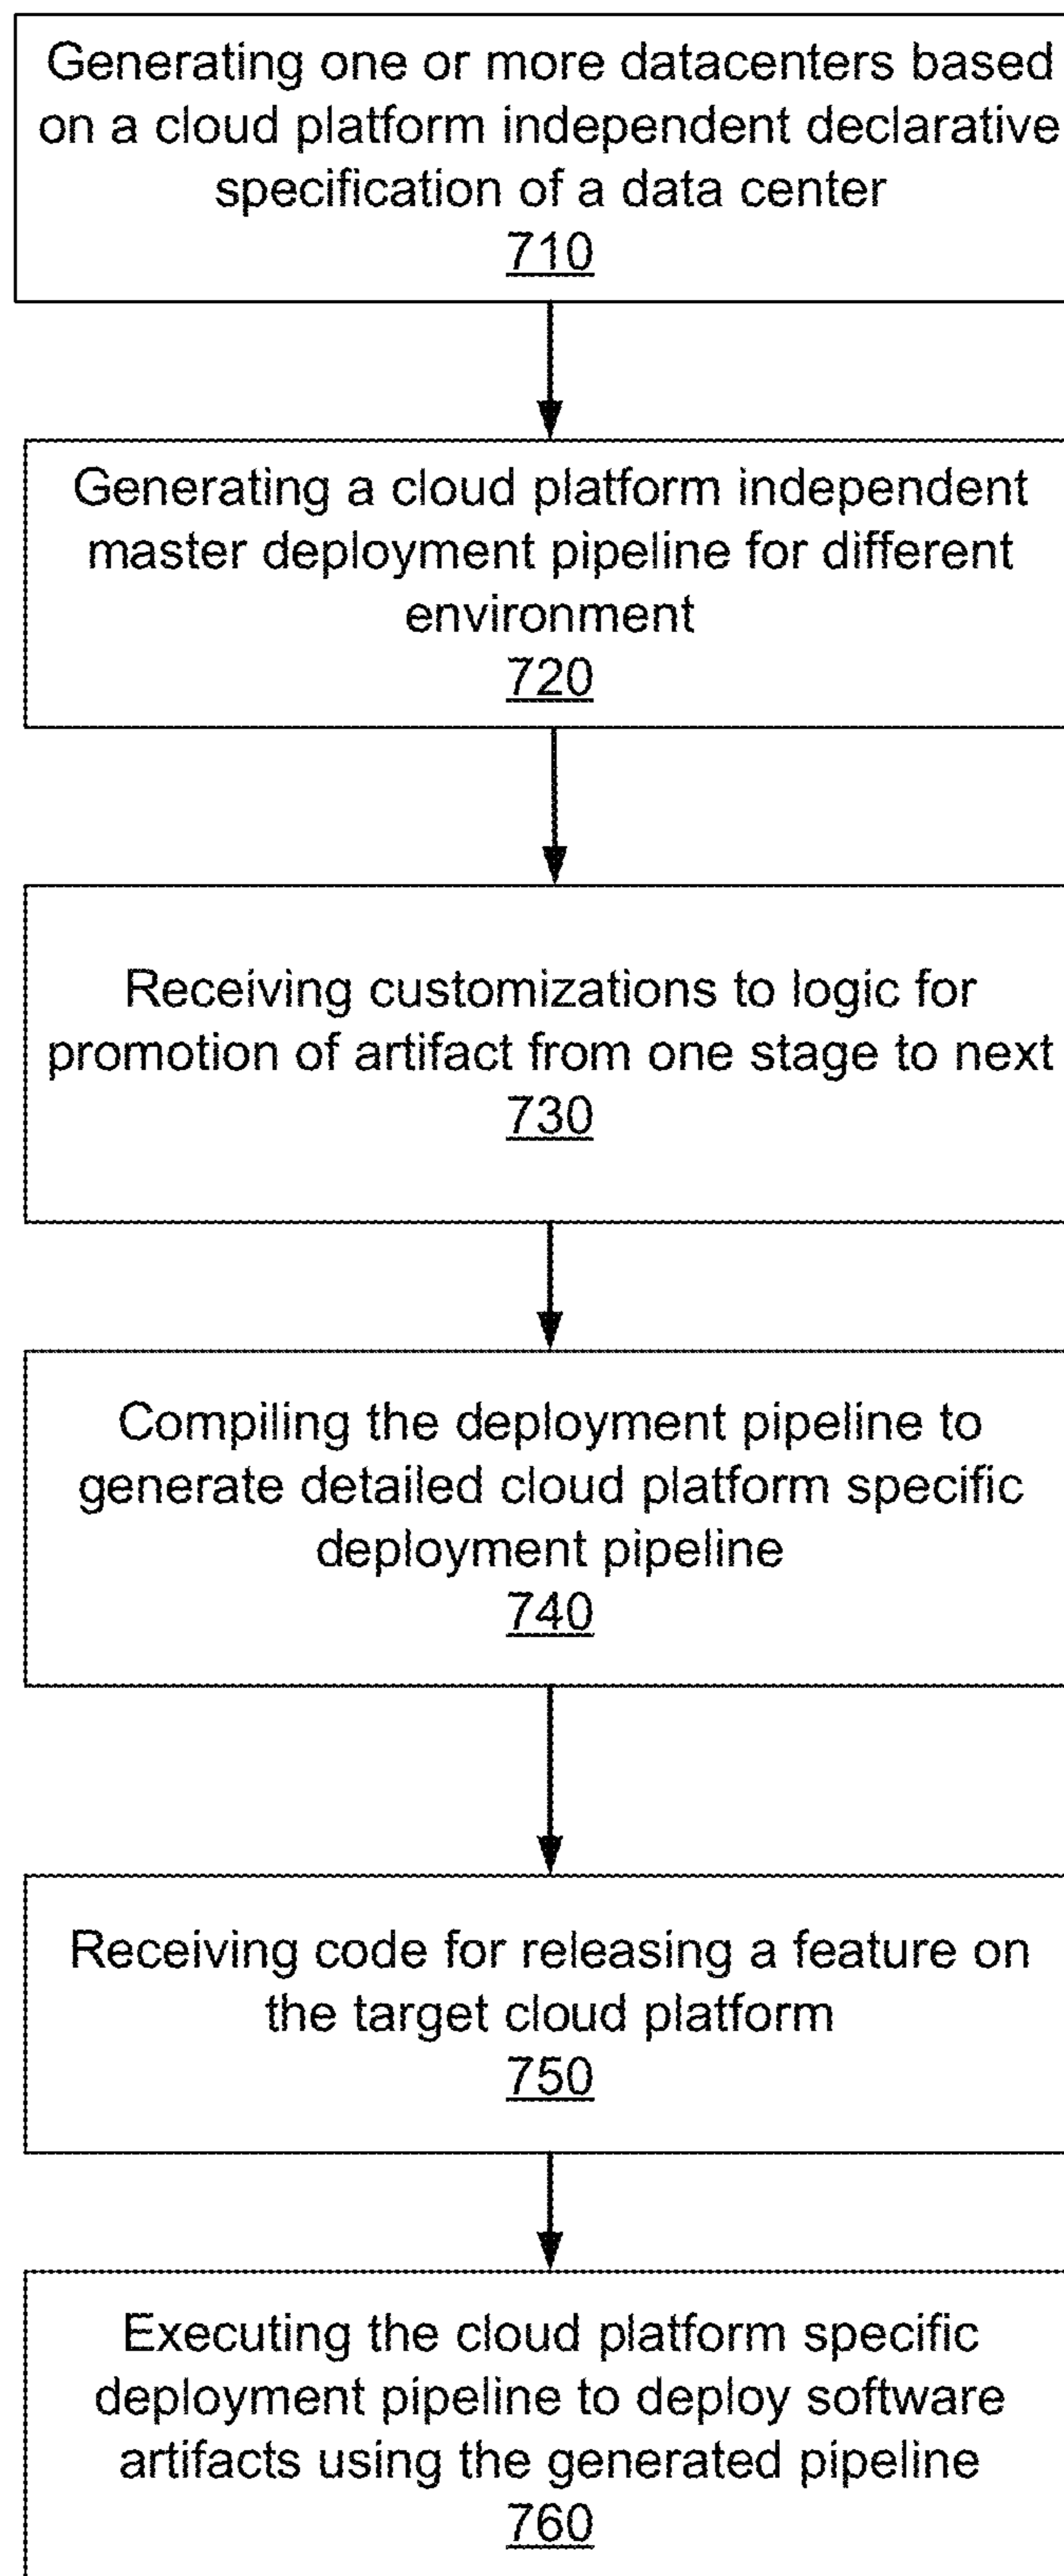 Generating one or more datacenters based
on a cloud platform independent declarative
specification of a data center
710
Generating a cloud platform independent
master deployment pipeline for different
environment
720
Receiving customizations to logic for
promotion of artifact from one stage to next
730
Compiling the deployment pipeline to
generate detailed cloud platform specific
deployment pipeline
740
Receiving code for releasing a feature on
the target cloud platform
750
Executing the cloud platform specific
deployment pipeline to deploy software
artifacts using the generated pipeline
760